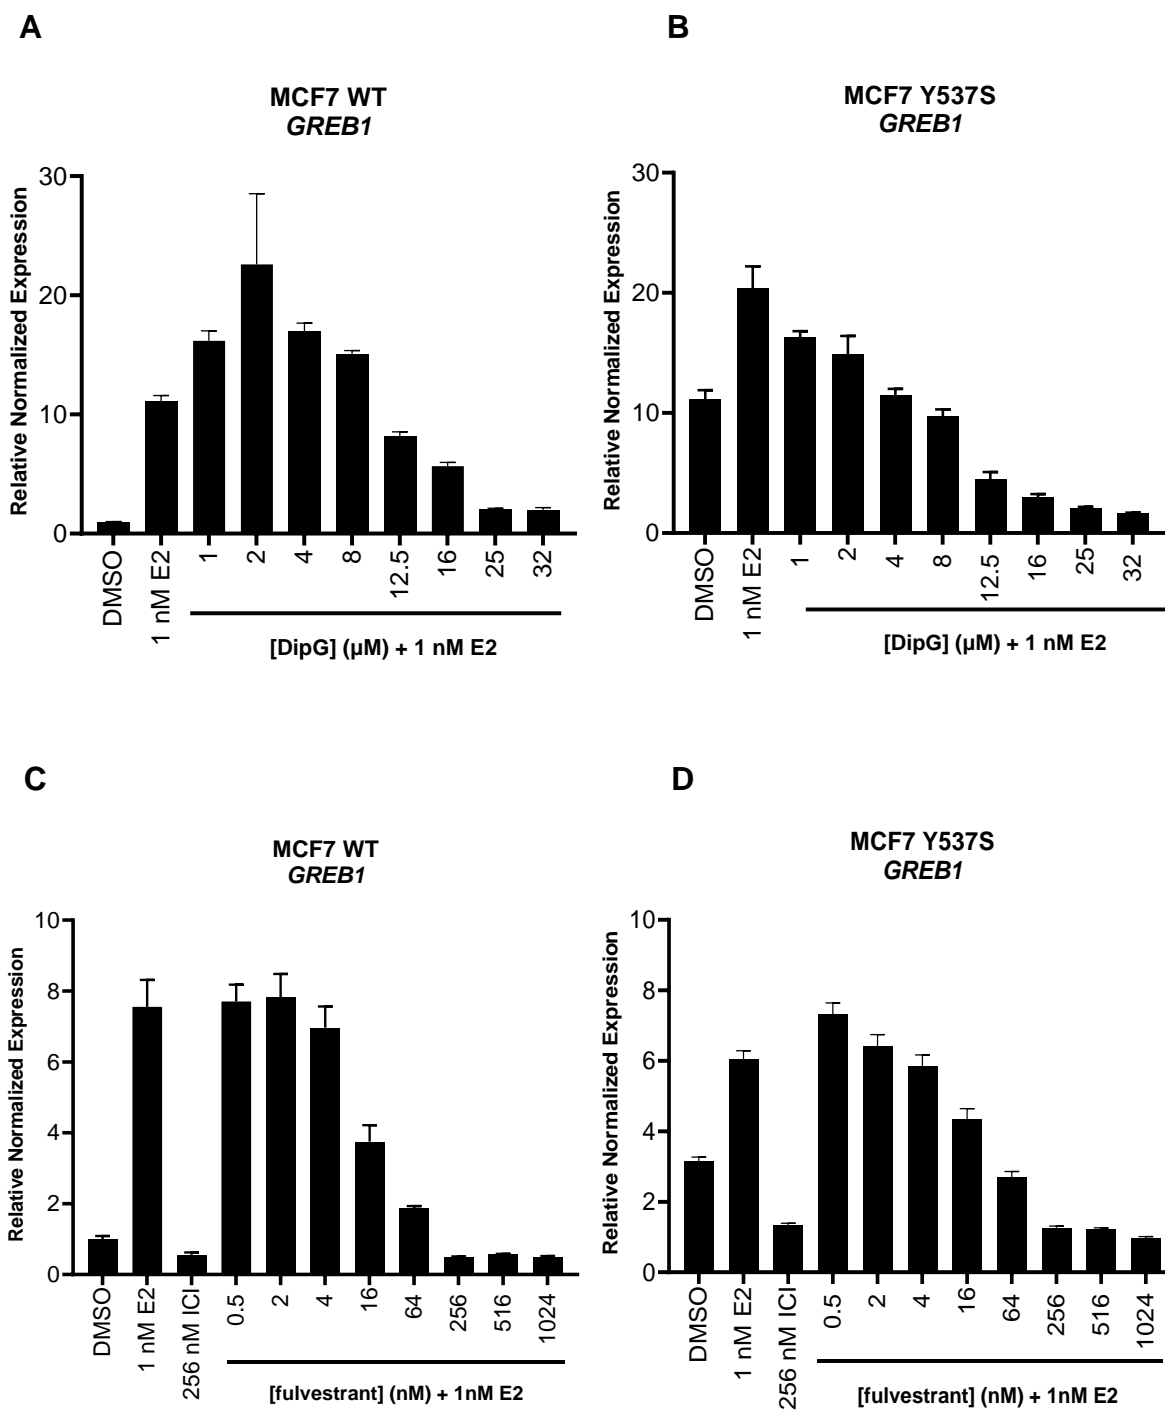 A
MCF7 WT
GREB1
Relative Normalized Expression
30
20
10
0
DMSO
1 nM E2
1
2
4
8
12.5
16
25
32
[DipG] (μM) + 1 nM E2
B
MCF7 Y537S
GREB1
Relative Normalized Expression
30
20
10
0
DMSO
1 nM E2
1
2
4
8
12.5
16
25
32
[DipG] (μM) + 1 nM E2
C
MCF7 WT
GREB1
Relative Normalized Expression
10
8
6
4
2
0
DMSO
1 nM E2
256 nM ICI
0.5
2
4
16
64
256
516
1024
[fulvestrant] (nM) + 1nM E2
D
MCF7 Y537S
GREB1
Relative Normalized Expression
10
8
6
4
2
0
DMSO
1 nM E2
256 nM ICI
0.5
2
4
16
64
256
516
1024
[fulvestrant] (nM) + 1nM E2